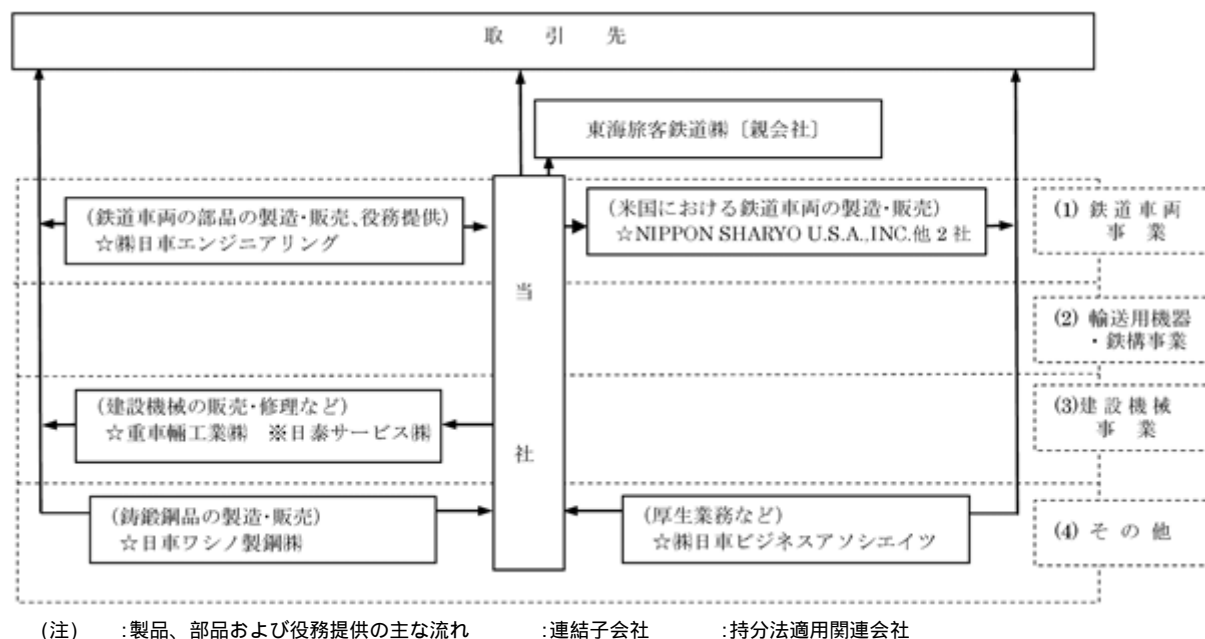 取 引 先
東海旅客鉄道㈱〔親会社〕
(鉄道車両の部品の製造･販売、役務提供)
☆㈱日車エンジニアリング
(米国における鉄道車両の製造･販売)
☆NIPPON SHARYO U.S.A.,INC.他 2 社
(1) 鉄 道 車 両
事 業
当
社
(2) 輸送用機器
・鉄構事業
(建設機械の販売･修理など)
☆重車輛工業㈱ ※日泰サービス㈱
(3)建 設 機 械
事 業
(鋳鍛鋼品の製造･販売)
☆日車ワシノ製鋼㈱
(厚生業務など)
☆㈱日車ビジネスアソシエイツ
(4) そ の 他
(注) :製品、部品および役務提供の主な流れ :連結子会社 :持分法適用関連会社